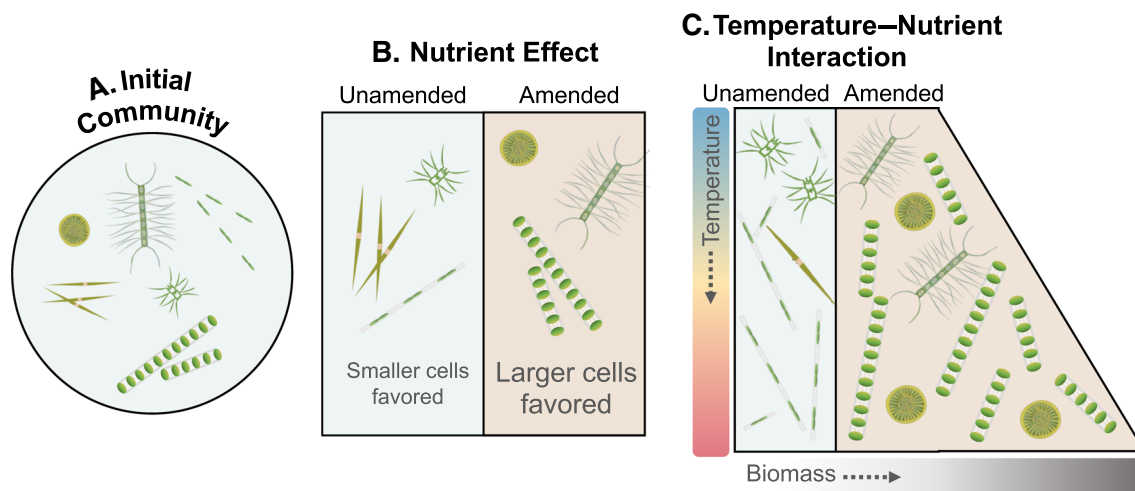 A. Initial
Community
B. Nutrient Effect
Unamended
Amended
Smaller cells
favored
Larger cells
favored
C. Temperature—Nutrient
Interaction
Unamended
Amended
Temperature
Biomass